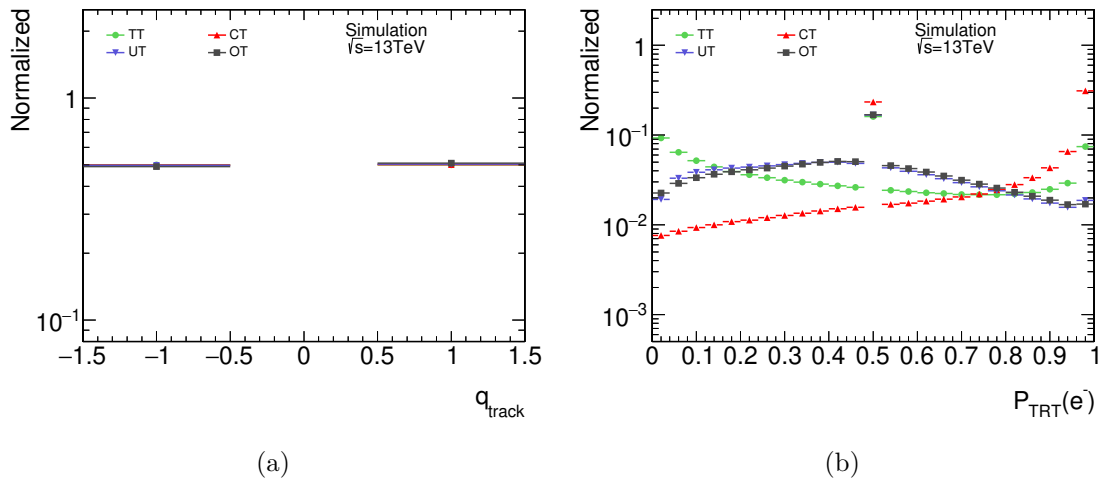 Normalized
TT CT
UT OT
Simulation
√s=13TeV
1
10⁻¹
−1.5 −1 −0.5 0 0.5 1 1.5
q_track
(a)
Normalized
TT CT
UT OT
Simulation
√s=13TeV
1
10⁻¹
10⁻²
10⁻³
0 0.1 0.2 0.3 0.4 0.5 0.6 0.7 0.8 0.9 1
P_TRT(e⁻)
(b)